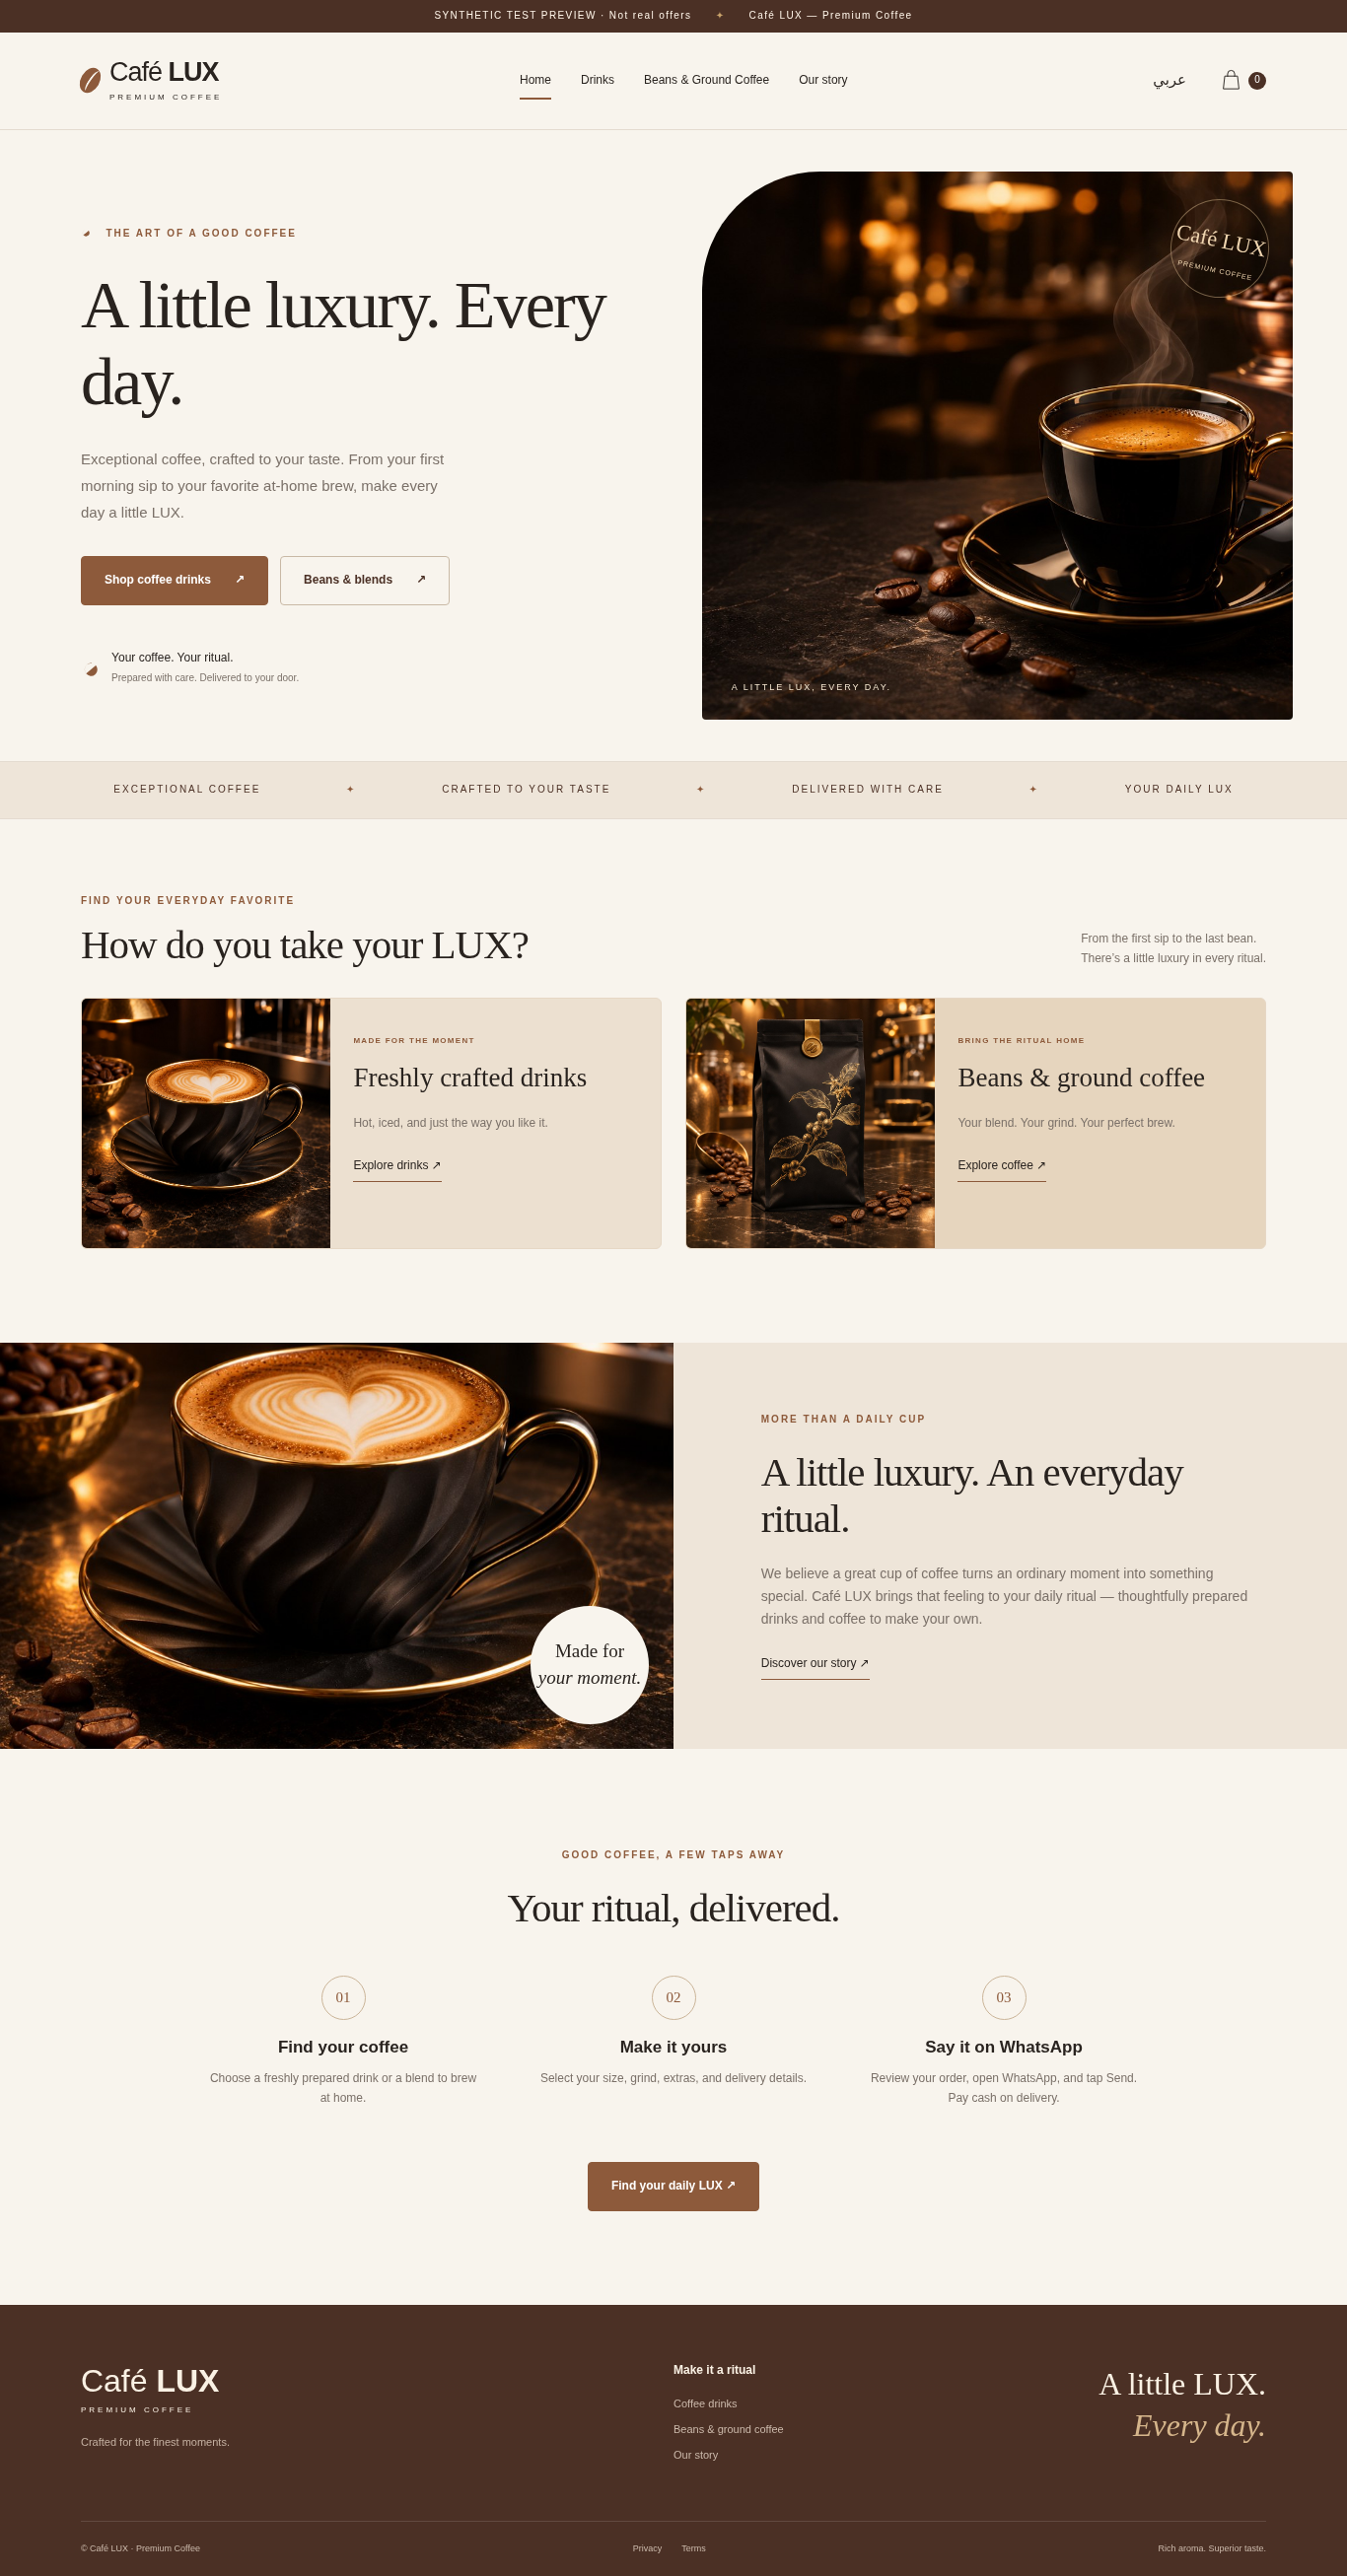 SYNTHETIC TEST PREVIEW · Not real offers ✦ Café LUX — Premium Coffee
Café LUX
PREMIUM COFFEE
Home Drinks Beans & Ground Coffee Our story
عربي
0
THE ART OF A GOOD COFFEE
A little luxury. Every
day.
Exceptional coffee, crafted to your taste. From your first
morning sip to your favorite at-home brew, make every
day a little LUX.
Shop coffee drinks ↗
Beans & blends ↗
Your coffee. Your ritual.
Prepared with care. Delivered to your door.
Café LUX
PREMIUM COFFEE
A LITTLE LUX, EVERY DAY.
EXCEPTIONAL COFFEE ✦ CRAFTED TO YOUR TASTE ✦ DELIVERED WITH CARE ✦ YOUR DAILY LUX
FIND YOUR EVERYDAY FAVORITE
How do you take your LUX?
From the first sip to the last bean.
There's a little luxury in every ritual.
MADE FOR THE MOMENT
Freshly crafted drinks
Hot, iced, and just the way you like it.
Explore drinks ↗
BRING THE RITUAL HOME
Beans & ground coffee
Your blend. Your grind. Your perfect brew.
Explore coffee ↗
Made for
your moment.
MORE THAN A DAILY CUP
A little luxury. An everyday
ritual.
We believe a great cup of coffee turns an ordinary moment into something
special. Café LUX brings that feeling to your daily ritual — thoughtfully prepared
drinks and coffee to make your own.
Discover our story ↗
GOOD COFFEE, A FEW TAPS AWAY
Your ritual, delivered.
01
Find your coffee
Choose a freshly prepared drink or a blend to brew
at home.
02
Make it yours
Select your size, grind, extras, and delivery details.
03
Say it on WhatsApp
Review your order, open WhatsApp, and tap Send.
Pay cash on delivery.
Find your daily LUX ↗
Café LUX
PREMIUM COFFEE
Crafted for the finest moments.
Make it a ritual
Coffee drinks
Beans & ground coffee
Our story
A little LUX.
Every day.
© Café LUX · Premium Coffee
Privacy Terms
Rich aroma. Superior taste.